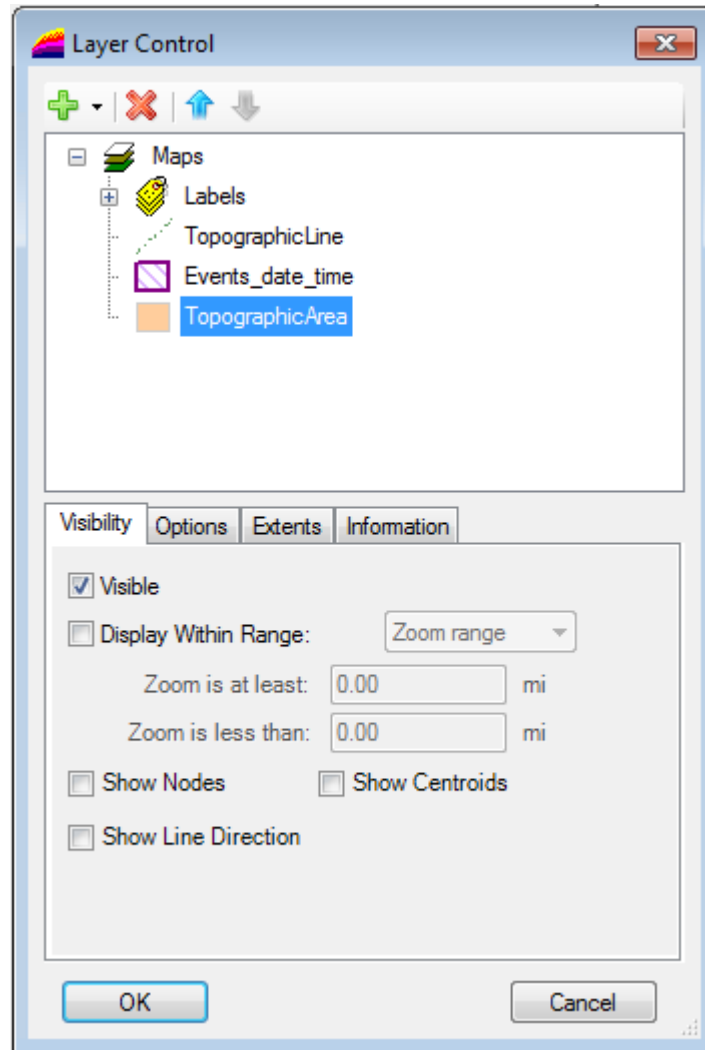 Layer Control
Maps
Labels
TopographicLine
Events_date_time
TopographicArea
Visibility Options Extents Information
Visible
Display Within Range: Zoom range
Zoom is at least: 0.00 mi
Zoom is less than: 0.00 mi
Show Nodes Show Centroids
Show Line Direction
OK Cancel